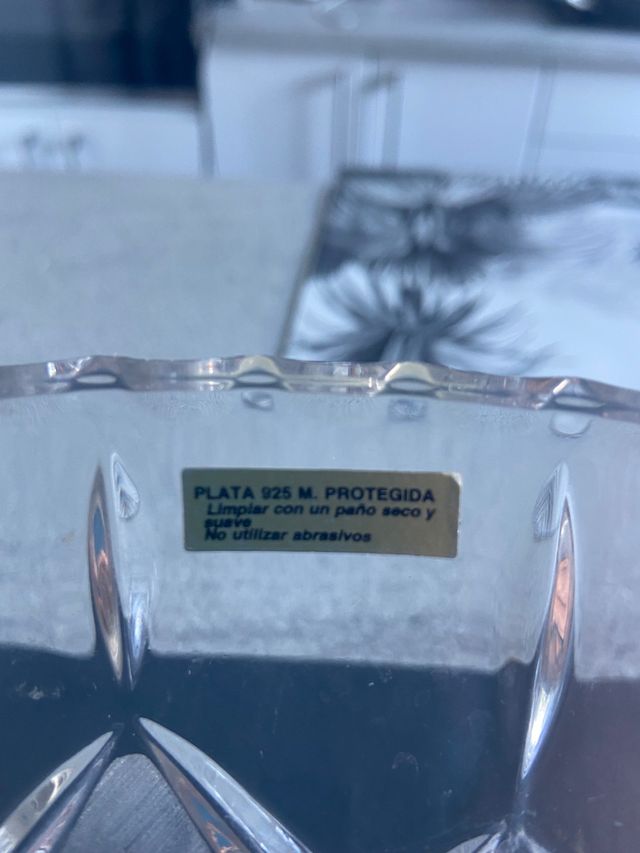 PLATA 925 M. PROTEGIDA
Limpiar con un paño seco y
suave
No utilizar abrasivos